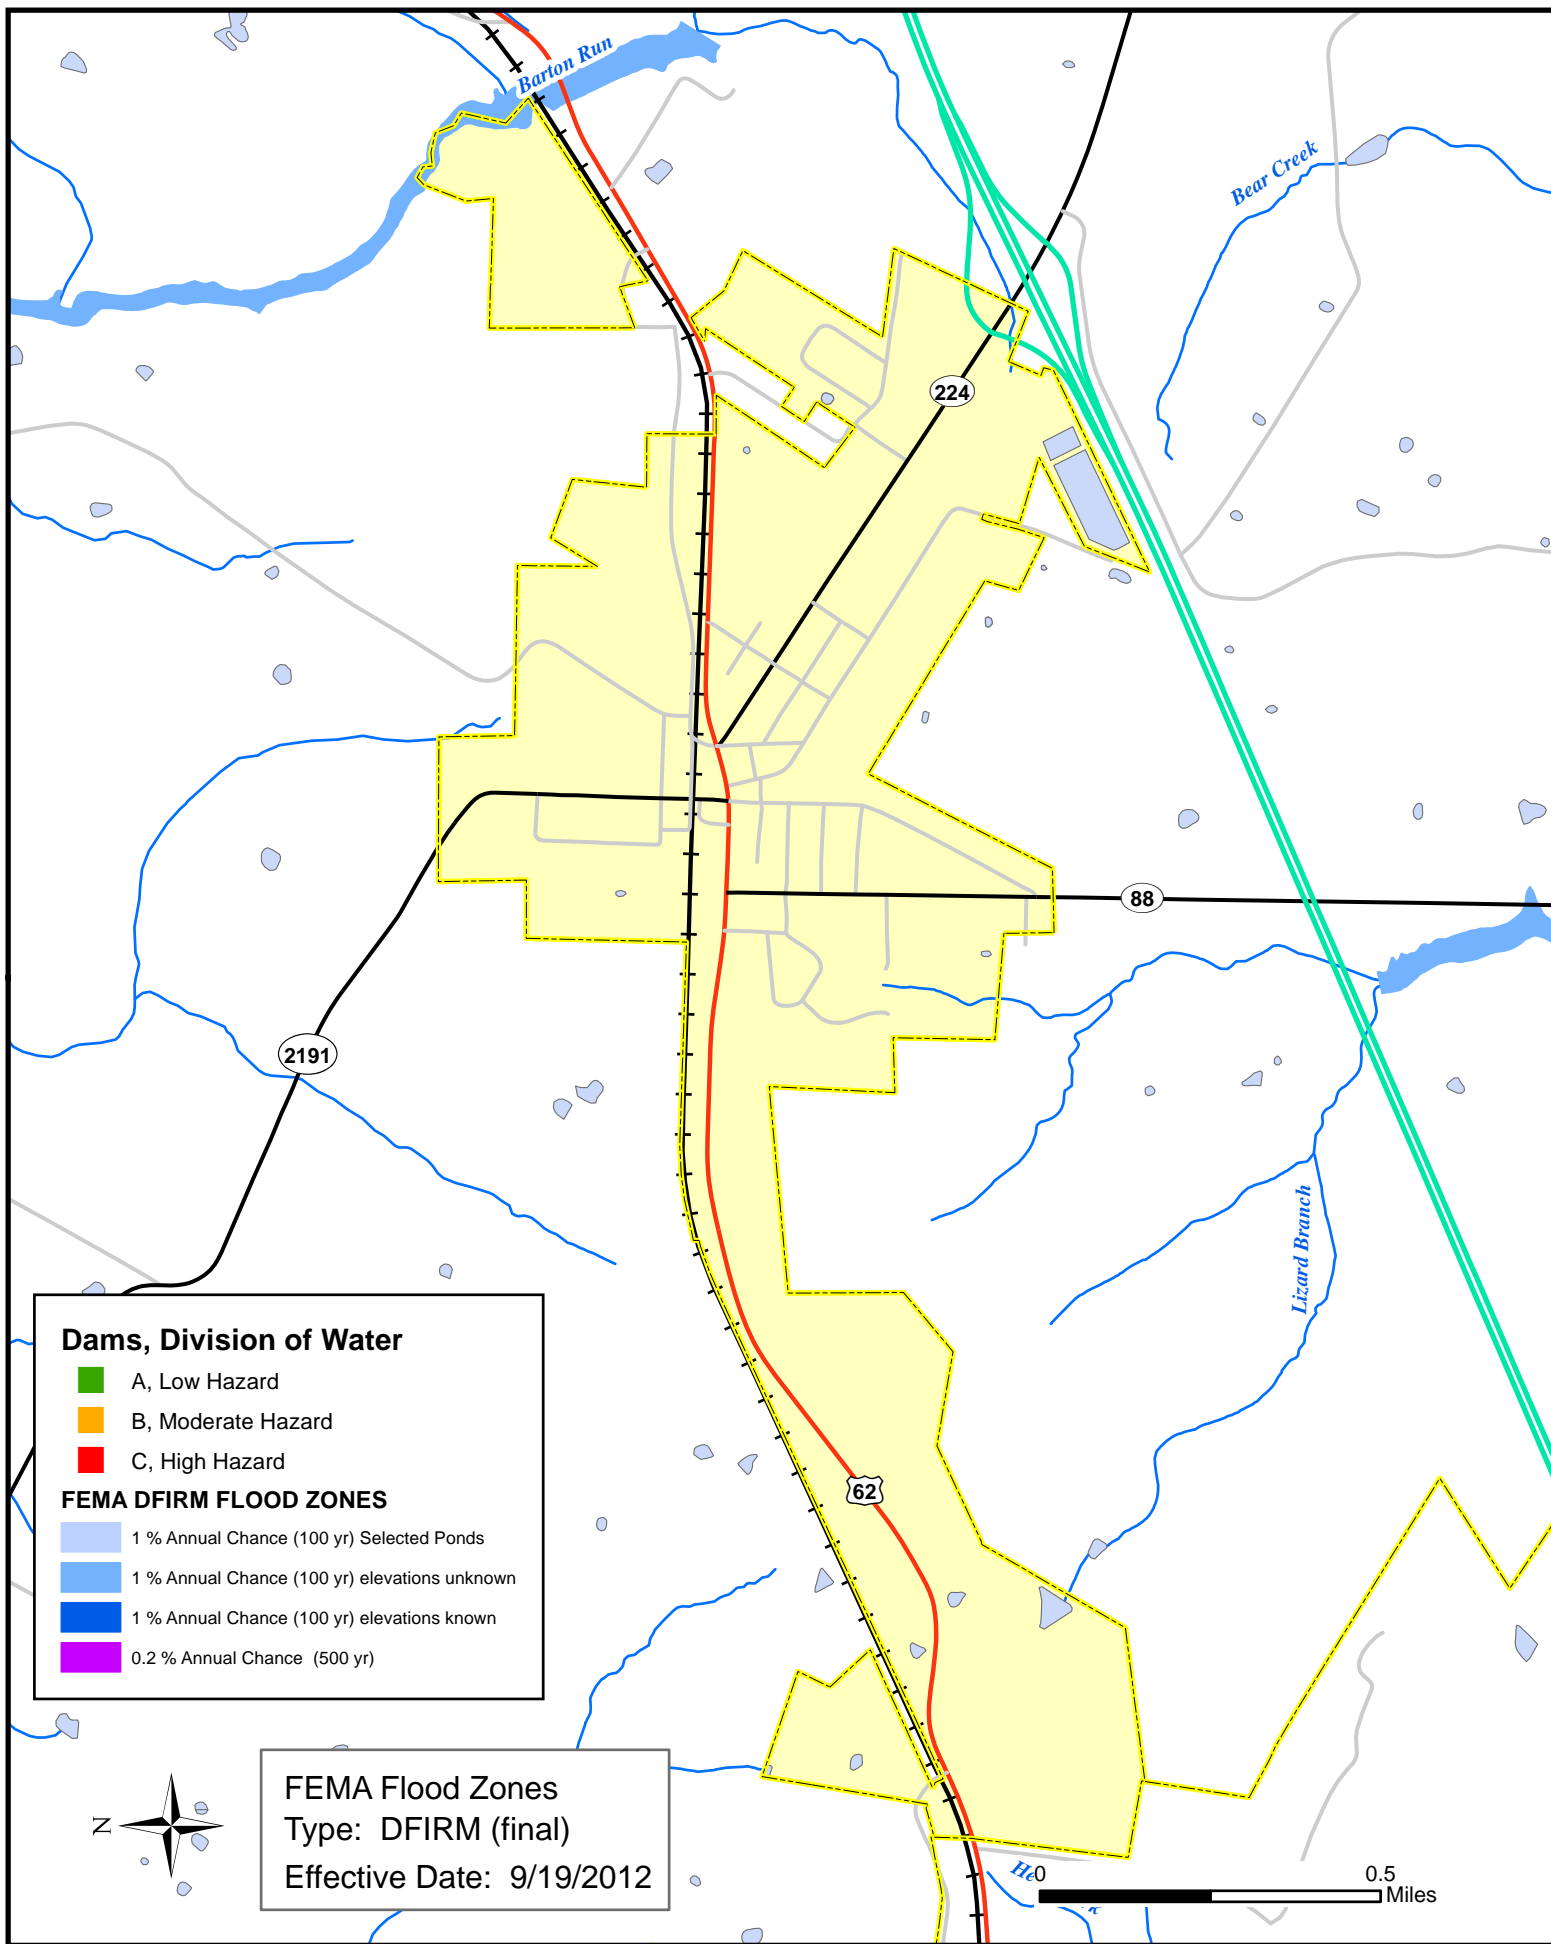 Barton Run
Bear Creek
224
88
2191
Lizard Branch
Dams, Division of Water
A, Low Hazard
B, Moderate Hazard
C, High Hazard
FEMA DFIRM FLOOD ZONES
1 % Annual Chance (100 yr) Selected Ponds
1 % Annual Chance (100 yr) elevations unknown
1 % Annual Chance (100 yr) elevations known
0.2 % Annual Chance (500 yr)
62
N
FEMA Flood Zones
Type: DFIRM (final)
Effective Date: 9/19/2012
0 0.5
Miles